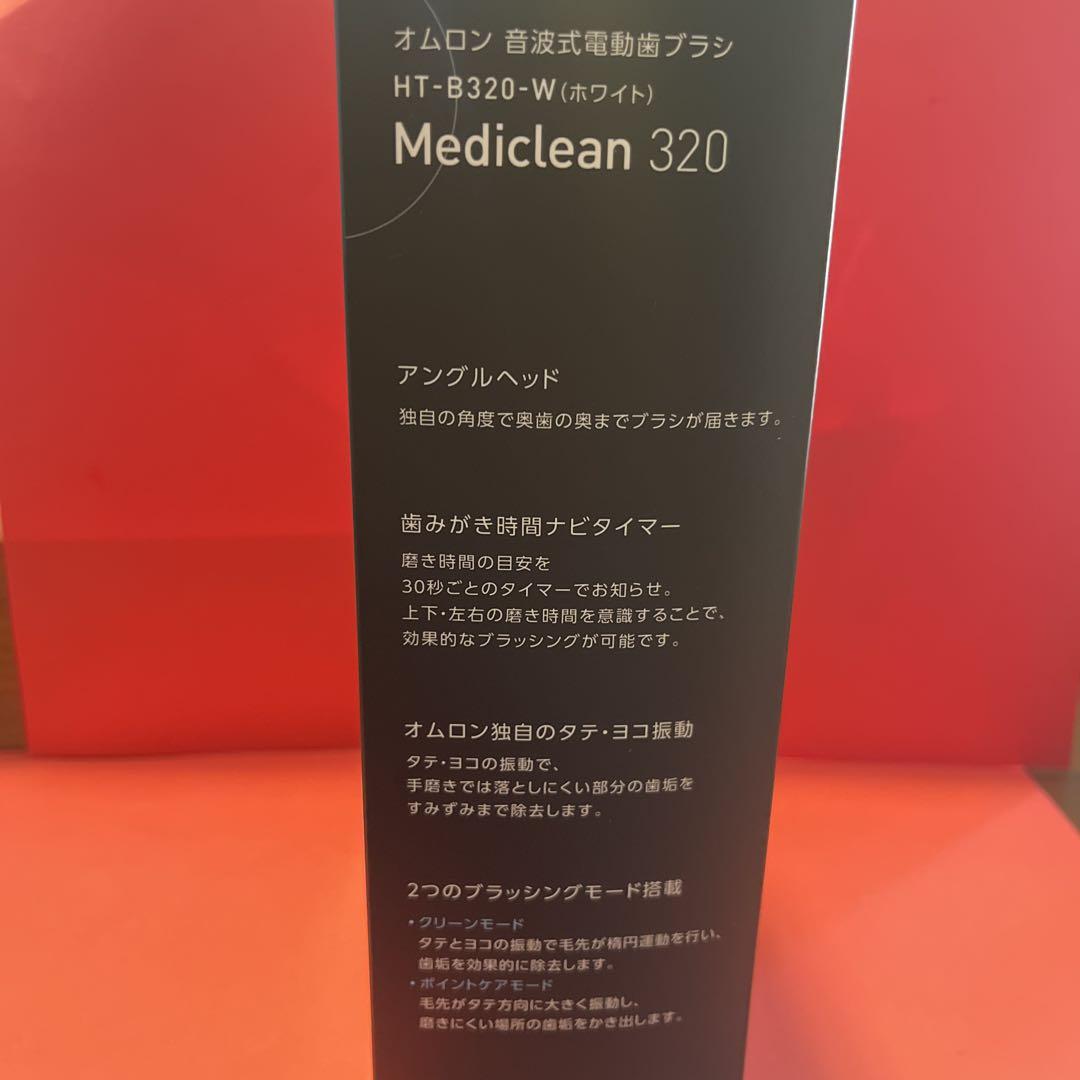 オムロン 音波式電動歯ブラシ
HT-B320-W(ホワイト)
Mediclean 320
アングルヘッド
独自の角度で奥歯の奥までブラシが届きます。
歯みがき時間ナビタイマー
磨き時間の目安を
30秒ごとのタイマーでお知らせ。
上下・左右の磨き時間を意識することで、
効果的なブラッシングが可能です。
オムロン独自のタテ・ヨコ振動
タテ・ヨコの振動で、
手磨きでは落としにくい部分の歯垢を
すみずみまで除去します。
2つのブラッシングモード搭載
・クリーンモード
タテとヨコの振動で毛先が楕円運動を行い、
歯垢を効果的に除去します。
・ポイントケアモード
毛先がタテ方向に大きく振動し、
磨きにくい場所の歯垢をかき出します。